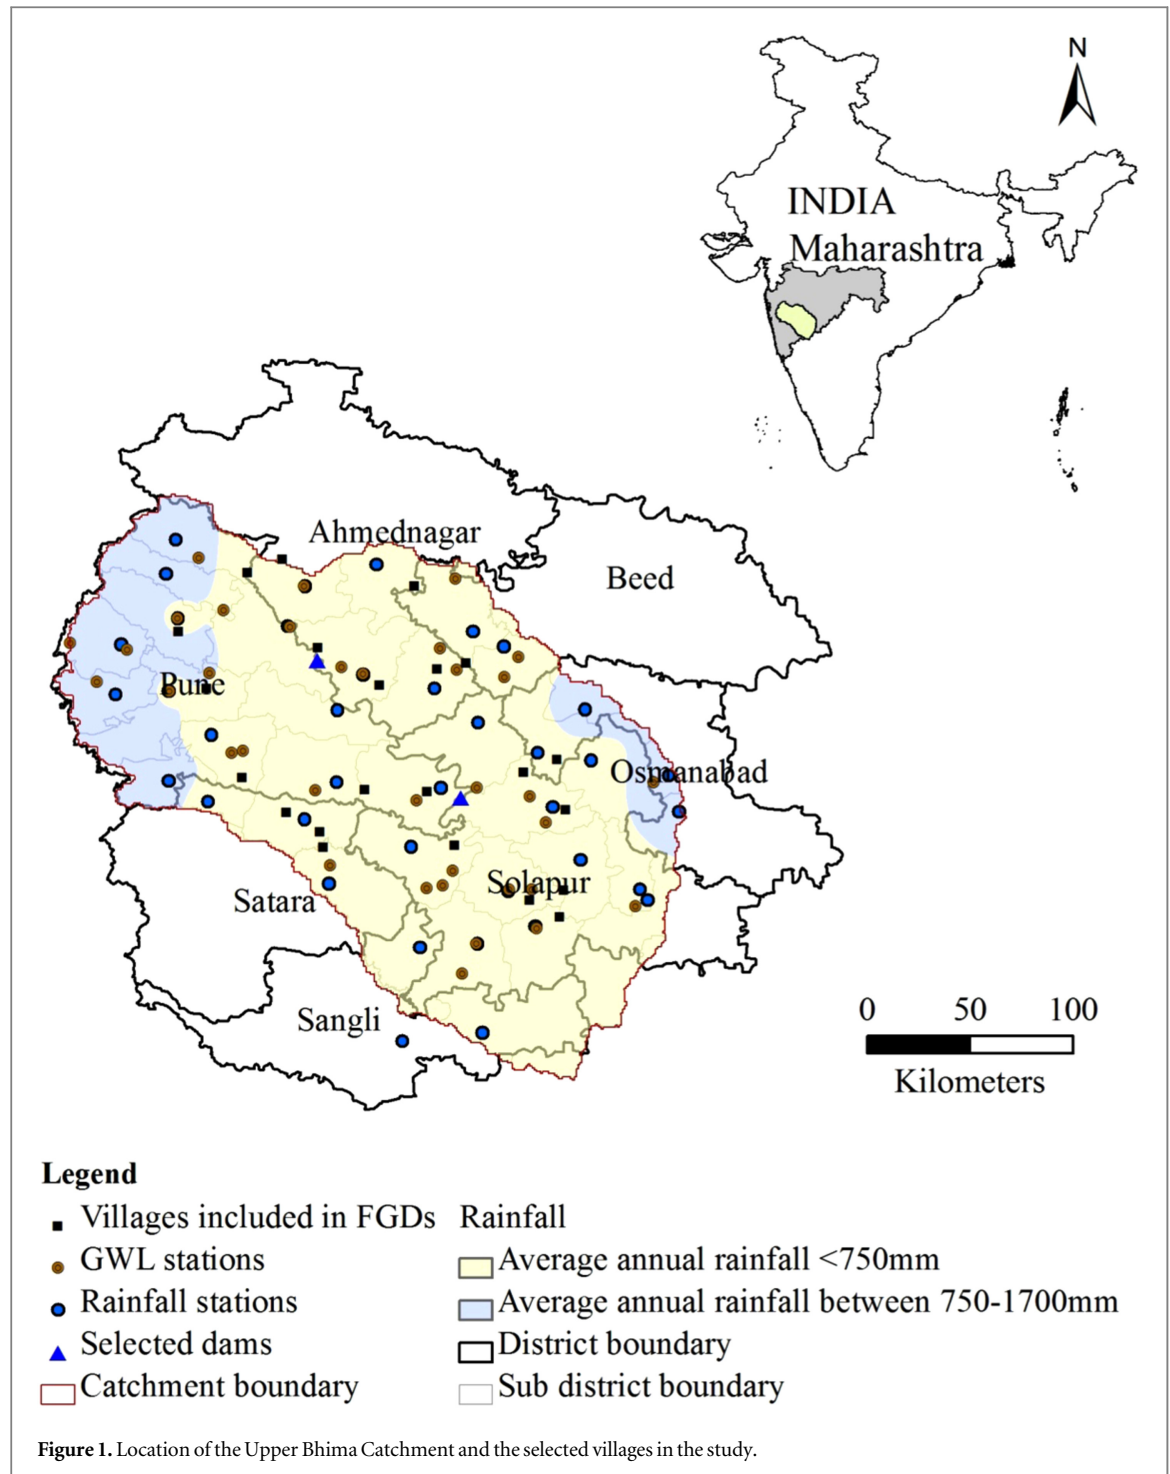 N
INDIA
Maharashtra
Ahmednagar
Beed
Pune
Osmanabad
Solapur
Satara
Sangli
0 50 100
Kilometers
Legend
Villages included in FGDs Rainfall
GWL stations Average annual rainfall <750mm
Rainfall stations Average annual rainfall between 750-1700mm
Selected dams District boundary
Catchment boundary Sub district boundary
Figure 1. Location of the Upper Bhima Catchment and the selected villages in the study.